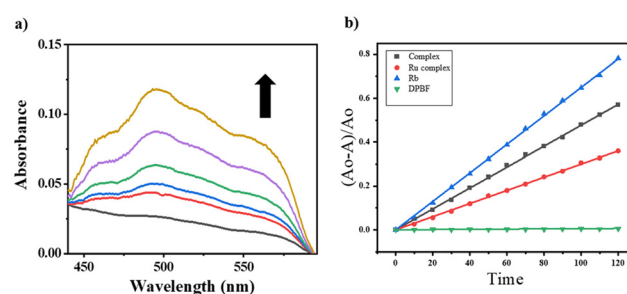 a)
0.15
0.10
0.05
0.00
Absorbance
450
500
550
Wavelength (nm)
b)
0.8
0.6
0.4
0.2
0.0
(Ao-A)/Ao
Complex
Ru complex
Rb
DPBF
0 20 40 60 80 100 120
Time